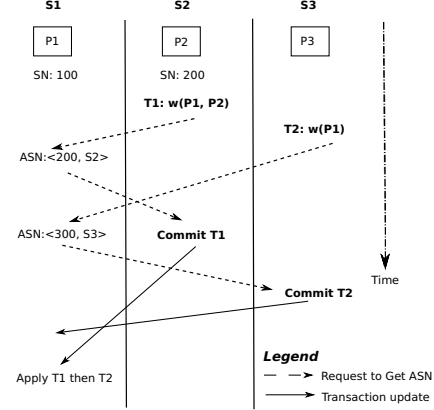 S1 S2 S3
P1 P2 P3
SN: 100 SN: 200
T1: w(P1, P2)
T2: w(P1)
ASN:<200, S2>
ASN:<300, S3> Commit T1
Time
Commit T2
Legend
Request to Get ASN
Apply T1 then T2
Transaction update